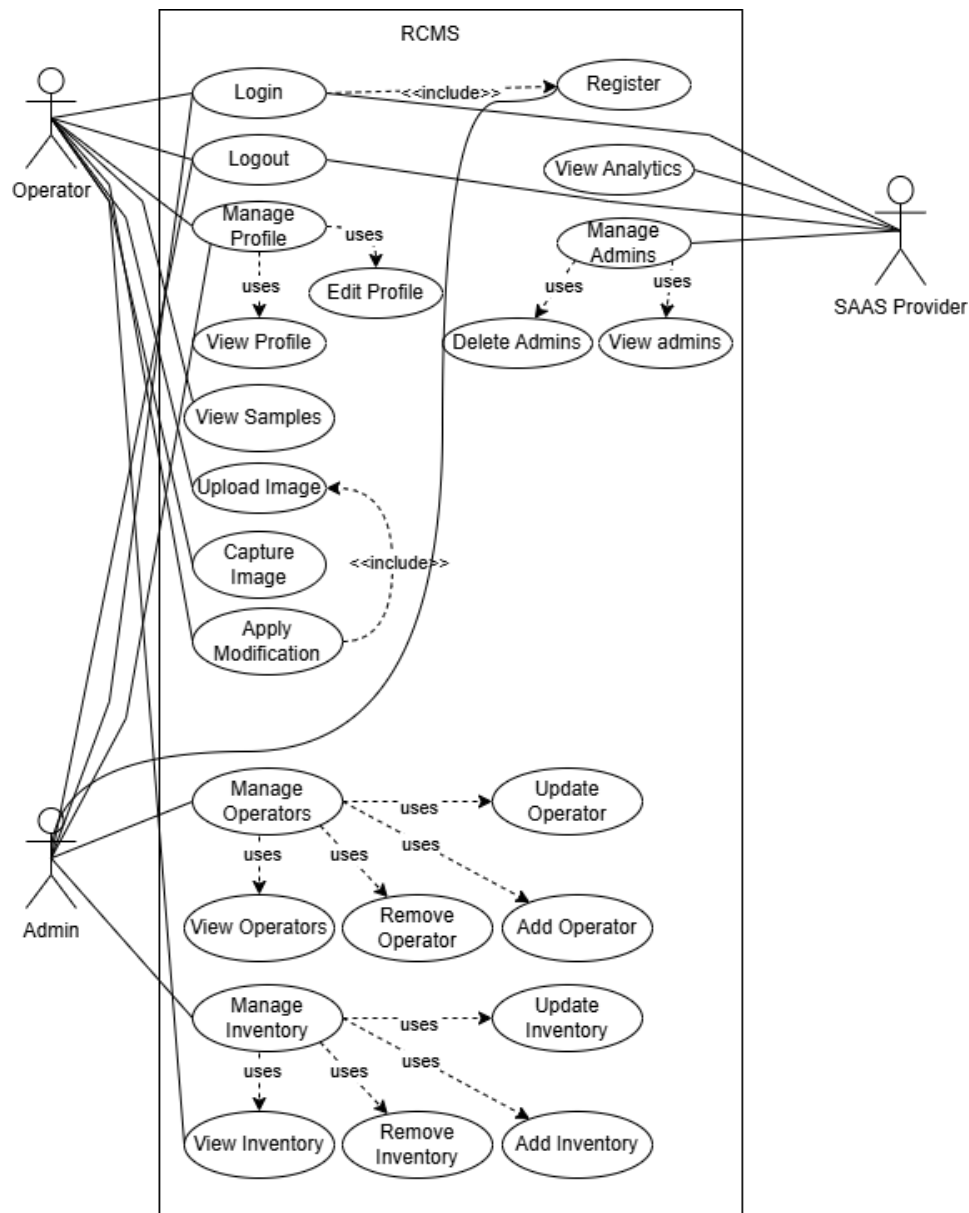 RCMS
Login
<<include>>
Register
Logout
View Analytics
Operator
Manage
Profile
uses
Manage
Admins
uses
Edit Profile
uses
uses
SAAS Provider
View Profile
Delete Admins
View admins
View Samples
Upload Image
Capture
Image
<<include>>
Apply
Modification
Manage
Operators
uses
Update
Operator
uses
uses
uses
Admin
View Operators
Remove
Operator
Add Operator
Manage
Inventory
uses
Update
Inventory
uses
uses
uses
View Inventory
Remove
Inventory
Add Inventory